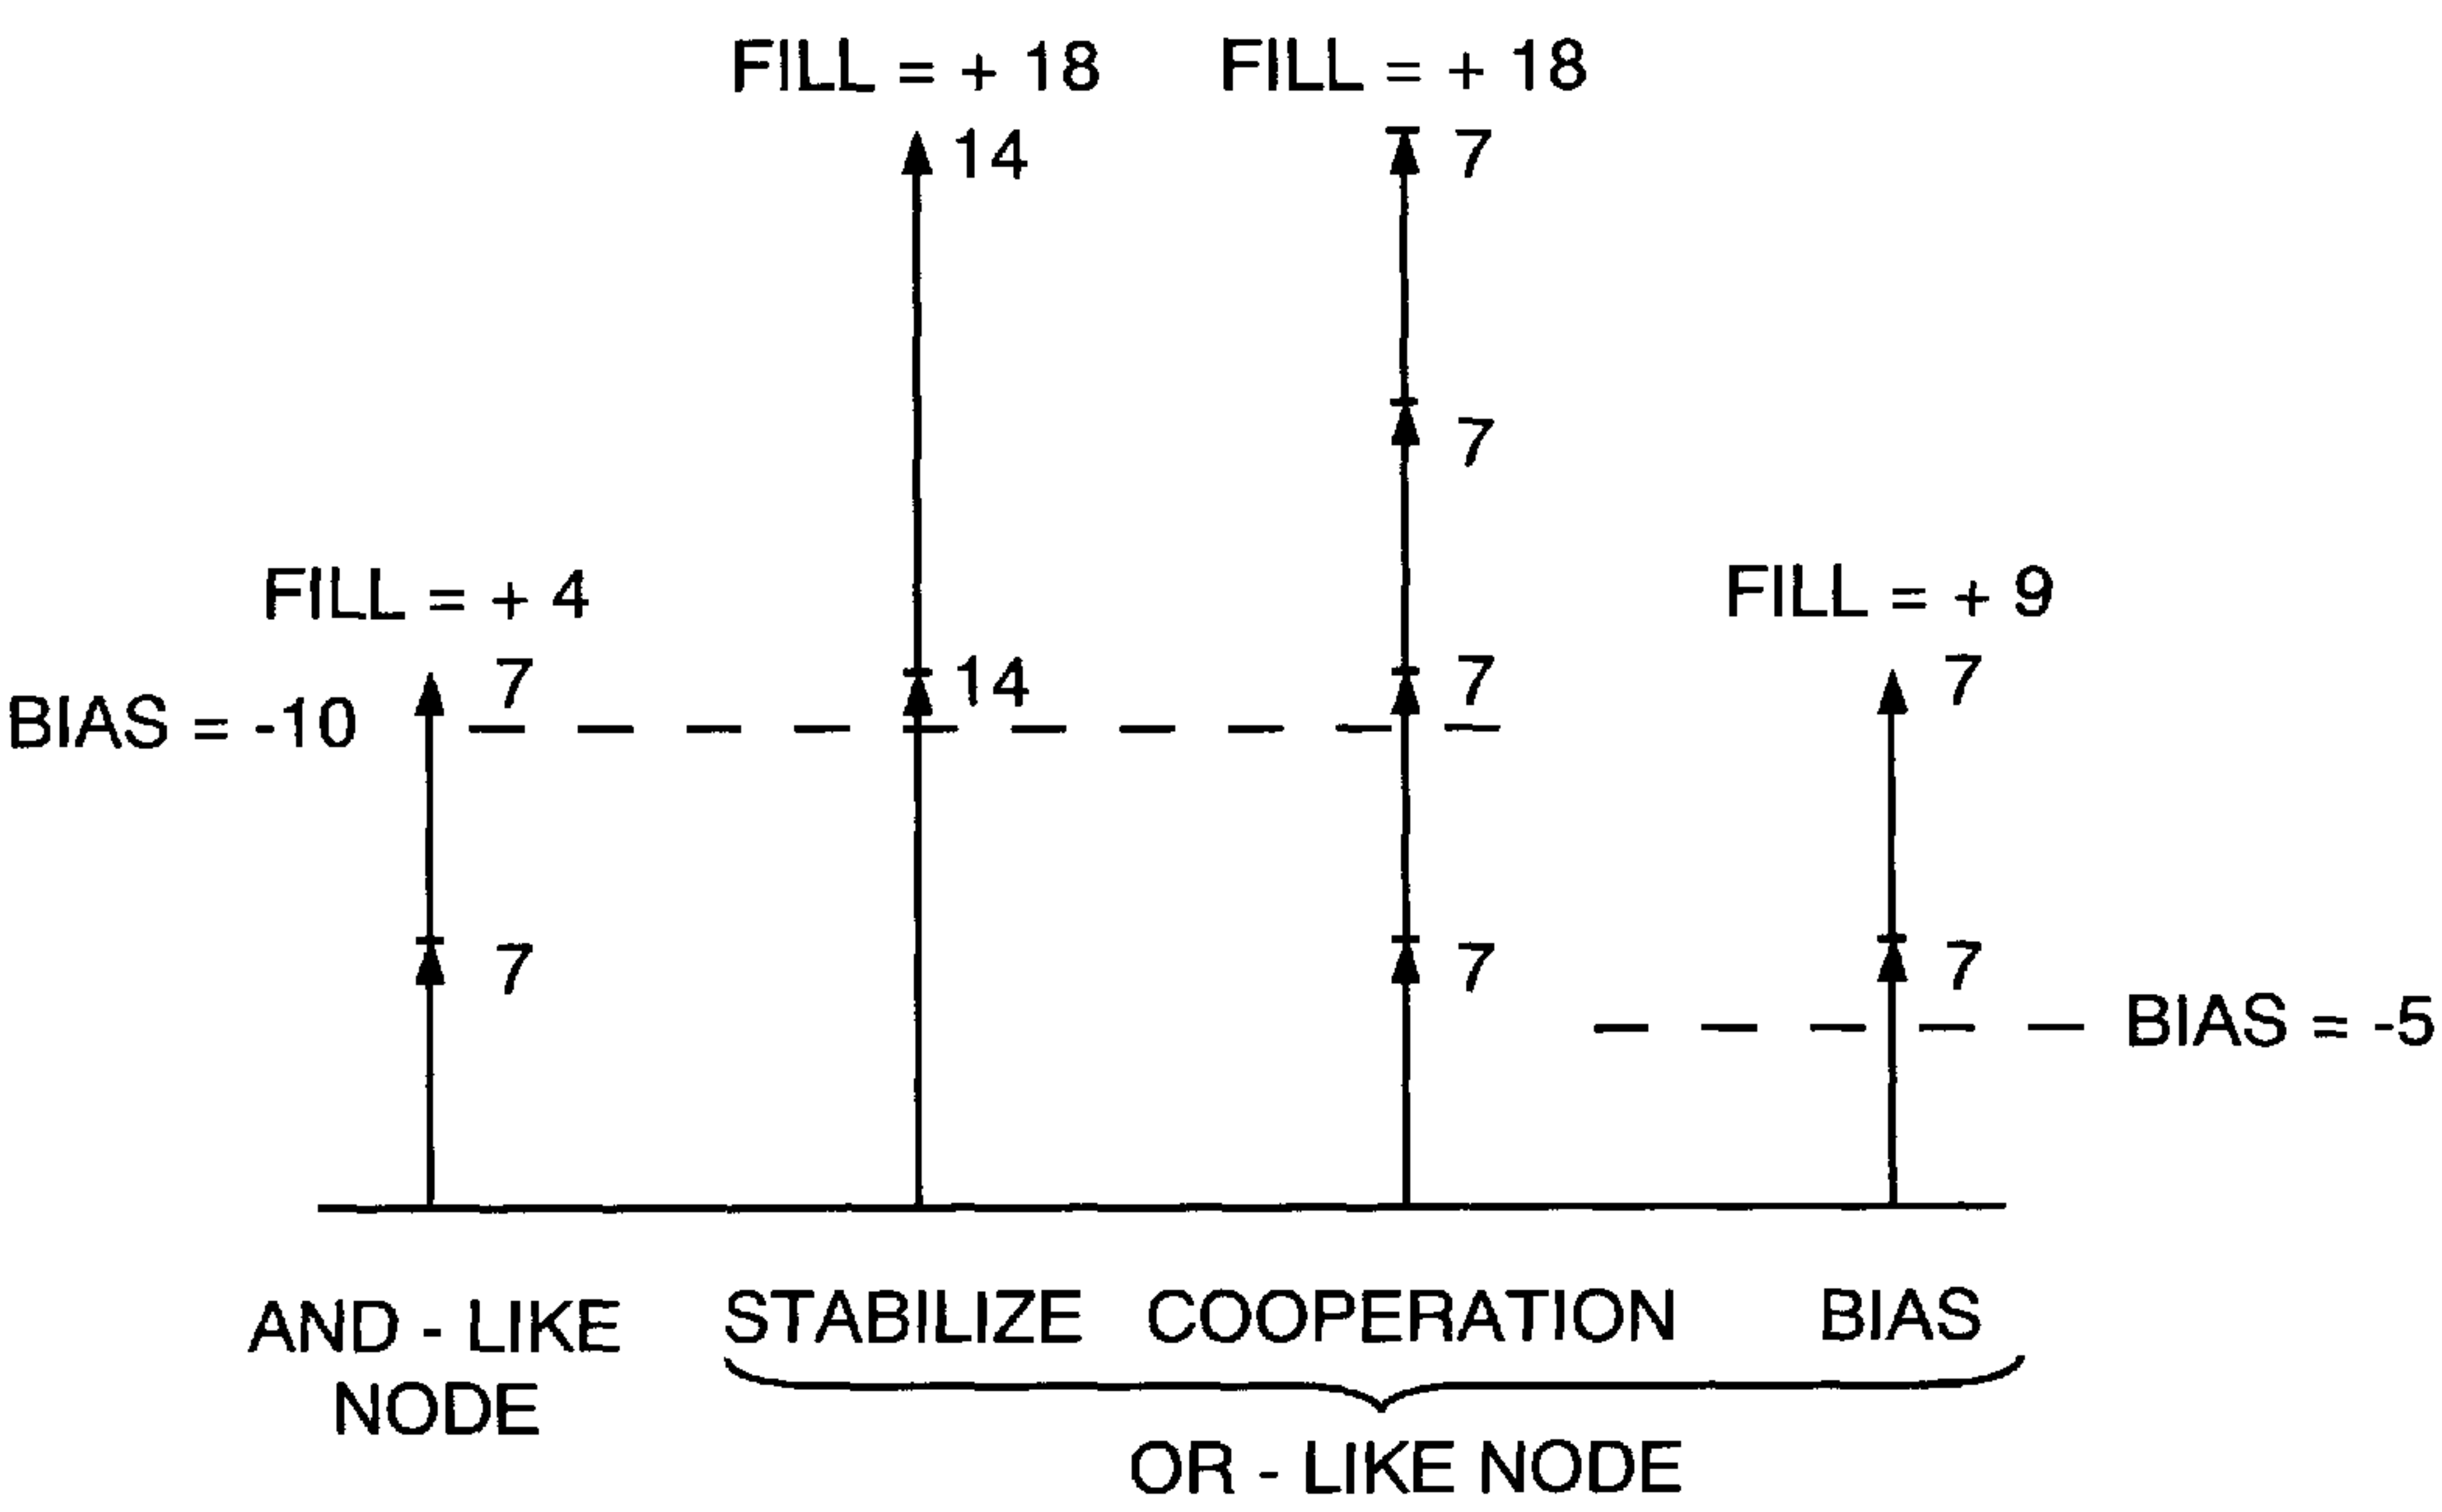 FILL = + 18
FILL = + 18
14
7
7
FILL = + 4
FILL = + 9
7
14
7
7
BIAS = -10
7
7
7
BIAS = -5
AND - LIKE
NODE
STABILIZE
COOPERATION
BIAS
OR - LIKE NODE